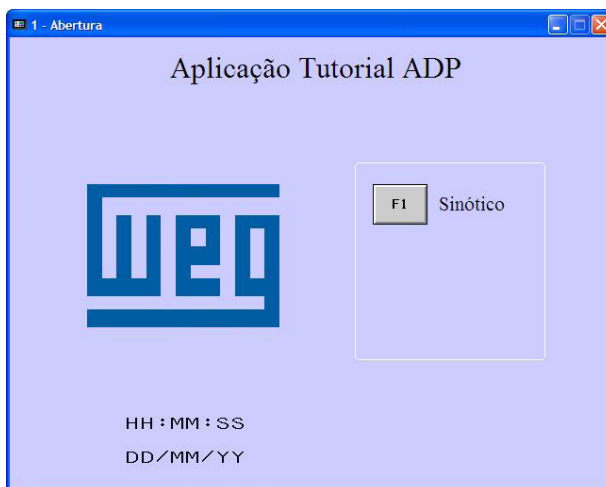 1 - Abertura
Aplicação Tutorial ADP
weg
F1 Sinótico
HH:MM:SS
DD/MM/YY